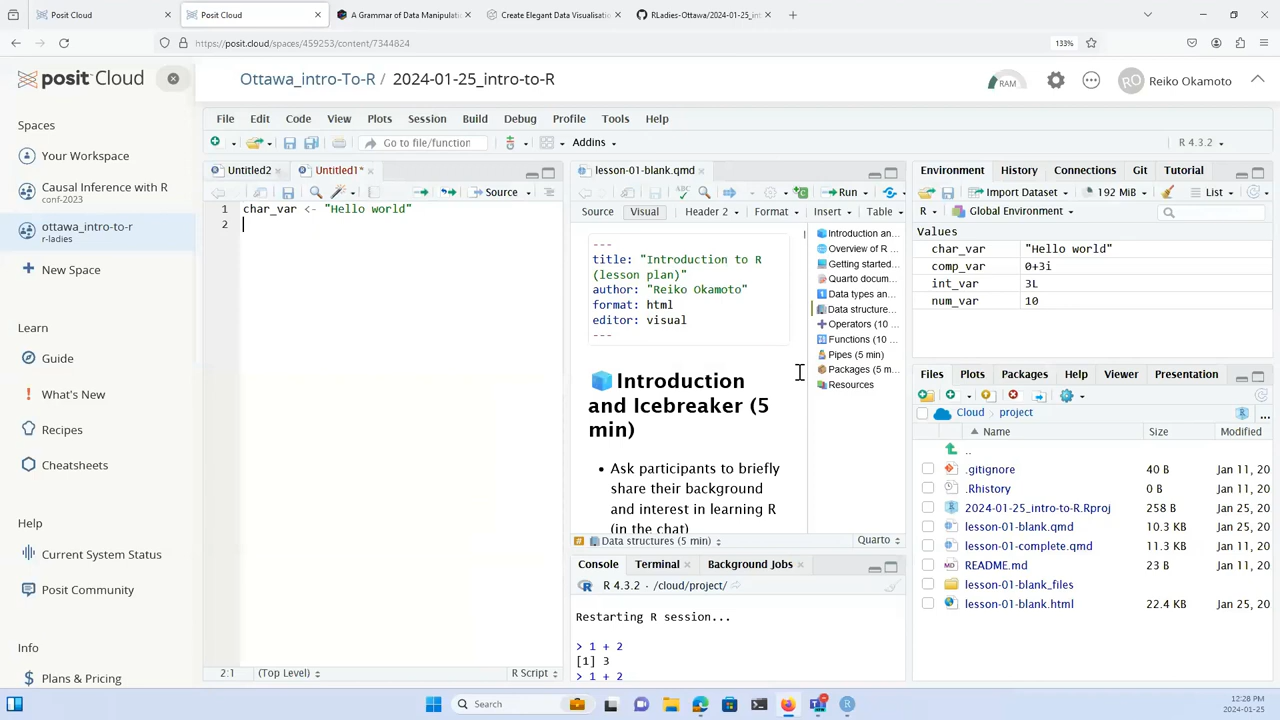 Posit Cloud
Posit Cloud
A Grammar of Data Manipulati
Create Elegant Data Visualisatio
RLadies-Ottawa/2024-01-25_int
https://posit.cloud/spaces/459253/content/7344824
133%
posit Cloud
Ottawa_intro-To-R / 2024-01-25_intro-to-R
RAM
RO
Reiko Okamoto
Spaces
Your Workspace
Causal Inference with R
conf-2023
ottawa_intro-to-r
r-ladies
New Space
Learn
Guide
What's New
Recipes
Cheatsheets
Help
Current System Status
Posit Community
Info
Plans & Pricing
File Edit Code View Plots Session Build Debug Profile Tools Help
Go to file/function
Addins
R 4.3.2
Untitled2
Untitled1*
Source
1 char_var <- "Hello world"
2
2:1
(Top Level)
R Script
lesson-01-blank.qmd
Run
Source Visual Header 2 Format Insert Table
---
title: "Introduction to R
(lesson plan)"
author: "Reiko Okamoto"
format: html
editor: visual
---
Introduction
and Icebreaker (5
min)
• Ask participants to briefly
share their background
and interest in learning R
(in the chat)
Introduction an...
Overview of R ...
Getting started...
Quarto docum...
Data types an...
Data structure...
Operators (10 ...
Functions (10 ...
Pipes (5 min)
Packages (5 m...
Resources
Data structures (5 min)
Quarto
Console Terminal Background Jobs
R 4.3.2 · /cloud/project/
Restarting R session...
> 1 + 2
[1] 3
> 1 + 2
Environment History Connections Git Tutorial
Import Dataset
192 MiB
List
R
Global Environment
Values
char_var "Hello world"
comp_var 0+3i
int_var 3L
num_var 10
Files Plots Packages Help Viewer Presentation
Cloud project
...
Name Size Modified
..
.gitignore 40 B Jan 11, 20
.Rhistory 0 B Jan 11, 20
2024-01-25_intro-to-R.Rproj 258 B Jan 25, 20
lesson-01-blank.qmd 10.3 KB Jan 25, 20
lesson-01-complete.qmd 11.3 KB Jan 25, 20
README.md 23 B Jan 11, 20
lesson-01-blank_files
lesson-01-blank.html 22.4 KB Jan 25, 20
Search
12:28 PM
2024-01-25